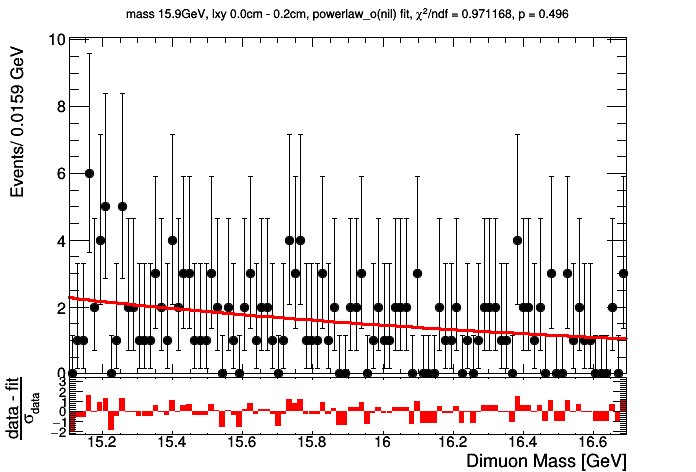 mass 15.9GeV, lxy 0.0cm - 0.2cm, powerlaw_o(nil) fit, χ²/ndf = 0.971168, p = 0.496
Events/ 0.0159 GeV
10
8
6
4
2
0
data - fit
σdata
3
2
1
0
−1
−2
15.2 15.4 15.6 15.8 16 16.2 16.4 16.6
Dimuon Mass [GeV]